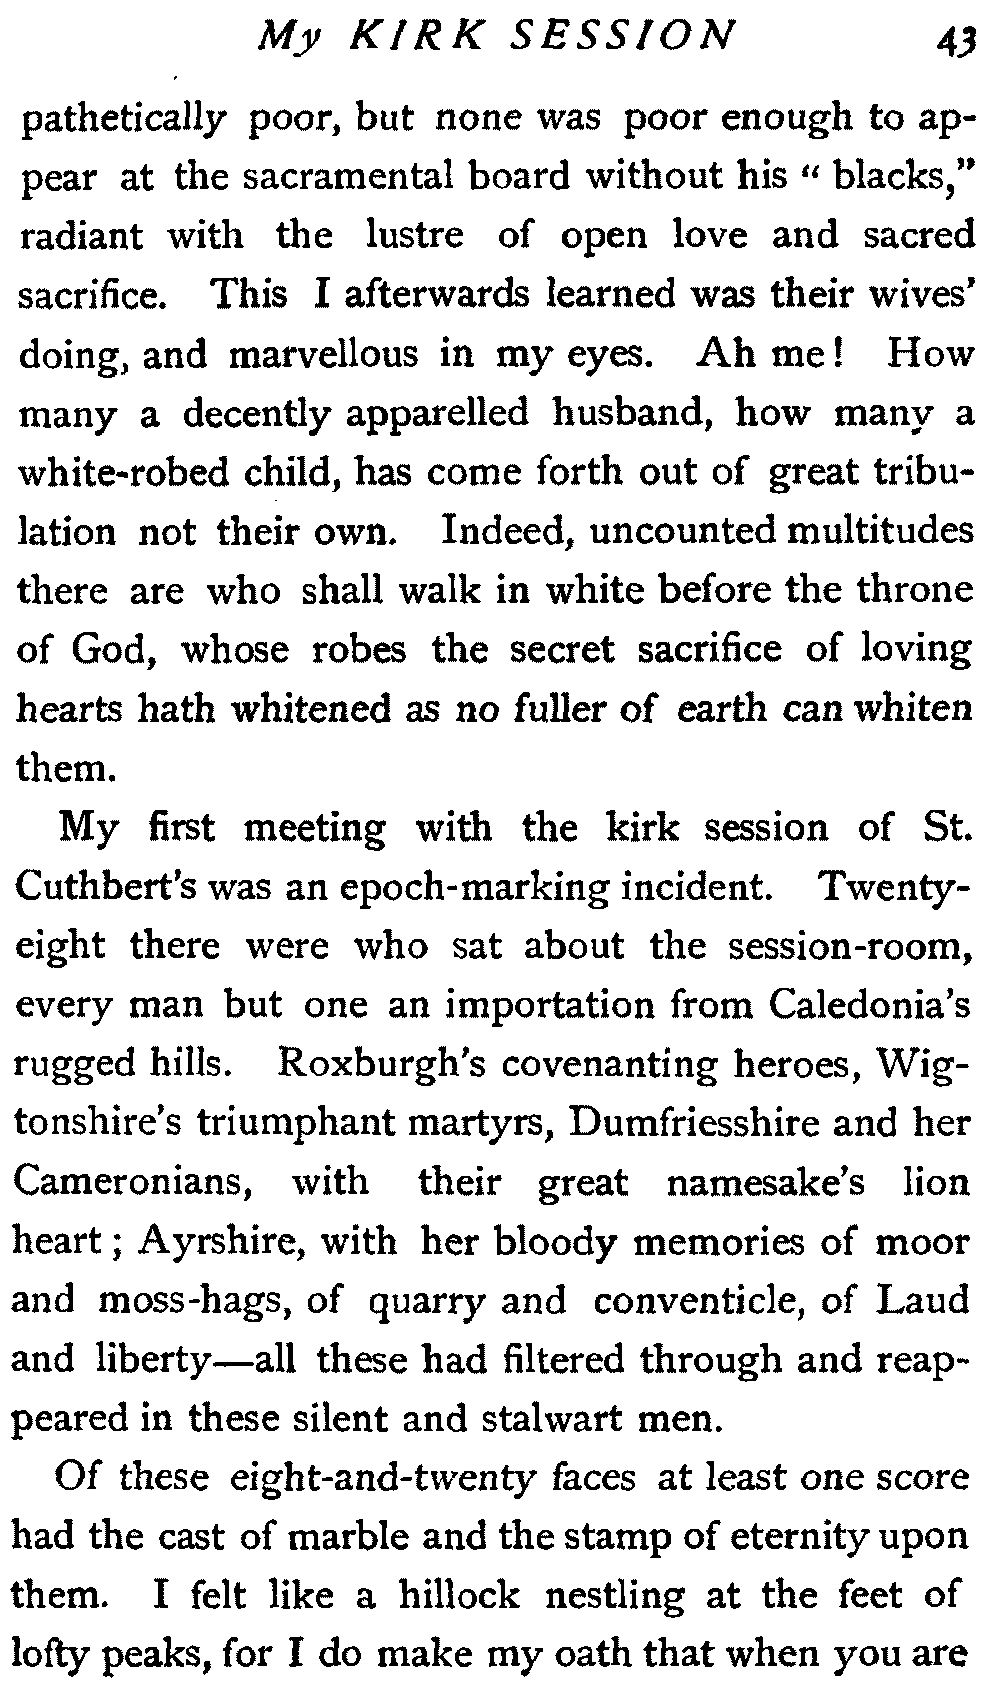 My KIRK SESSION 43
pathetically poor, but none was poor enough to ap-
pear at the sacramental board without his “ blacks,”
radiant with the lustre of open love and sacred
sacrifice. This I afterwards learned was their wives’
doing, and marvellous in my eyes. Ah me! How
many a decently apparelled husband, how many a
white-robed child, has come forth out of great tribu-
lation not their own. Indeed, uncounted multitudes
there are who shall walk in white before the throne
of God, whose robes the secret sacrifice of loving
hearts hath whitened as no fuller of earth can whiten
them.
My first meeting with the kirk session of St.
Cuthbert’s was an epoch-marking incident. Twenty-
eight there were who sat about the session-room,
every man but one an importation from Caledonia’s
rugged hills. Roxburgh’s covenanting heroes, Wig-
tonshire’s triumphant martyrs, Dumfriesshire and her
Cameronians, with their great namesake’s lion
heart ; Ayrshire, with her bloody memories of moor
and moss-hags, of quarry and conventicle, of Laud
and liberty—all these had filtered through and reap-
peared in these silent and stalwart men.
Of these eight-and-twenty faces at least one score
had the cast of marble and the stamp of eternity upon
them. I felt like a hillock nestling at the feet of
lofty peaks, for I do make my oath that when you are